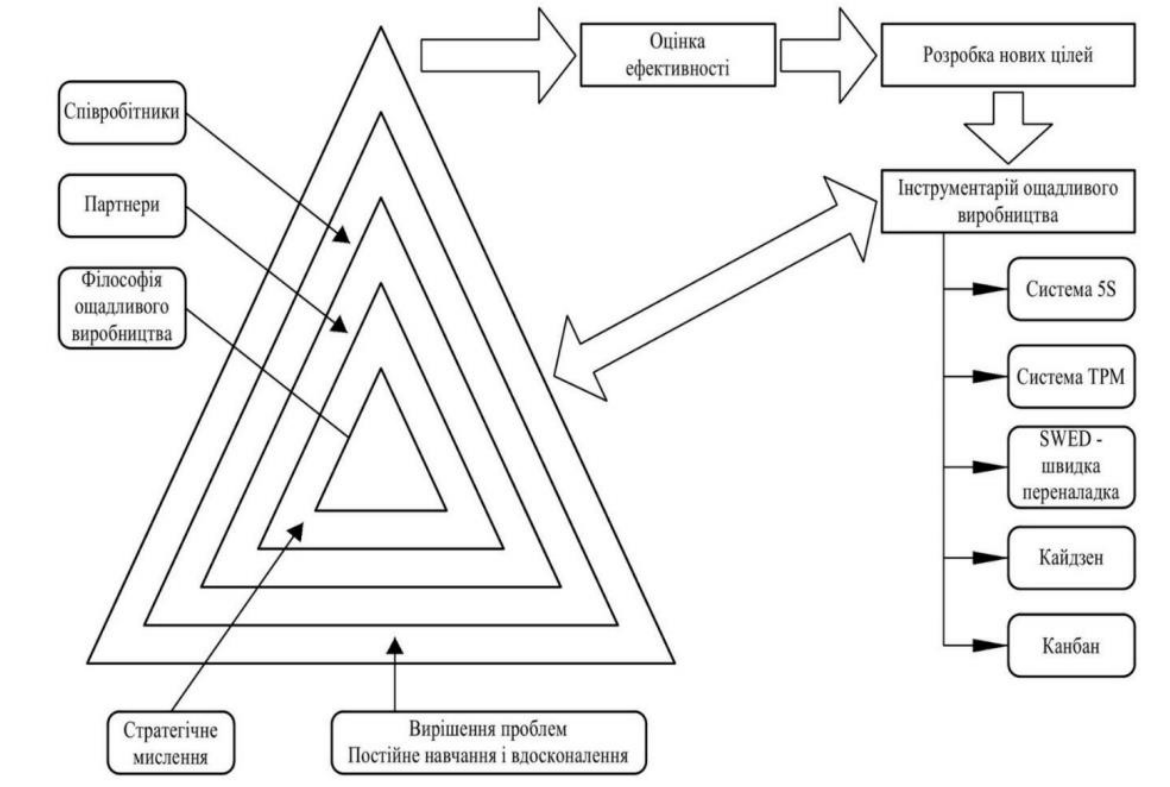 Оцінка
ефективності
Розробка нових цілей
Співробітники
Партнери
Філософія
ощадливого
виробництва
Інструментарій ощадливого
виробництва
Система 5S
Система TPM
SWED -
швидка
переналадка
Кайдзен
Канбан
Стратегічне
мислення
Вирішення проблем
Постійне навчання і вдосконалення